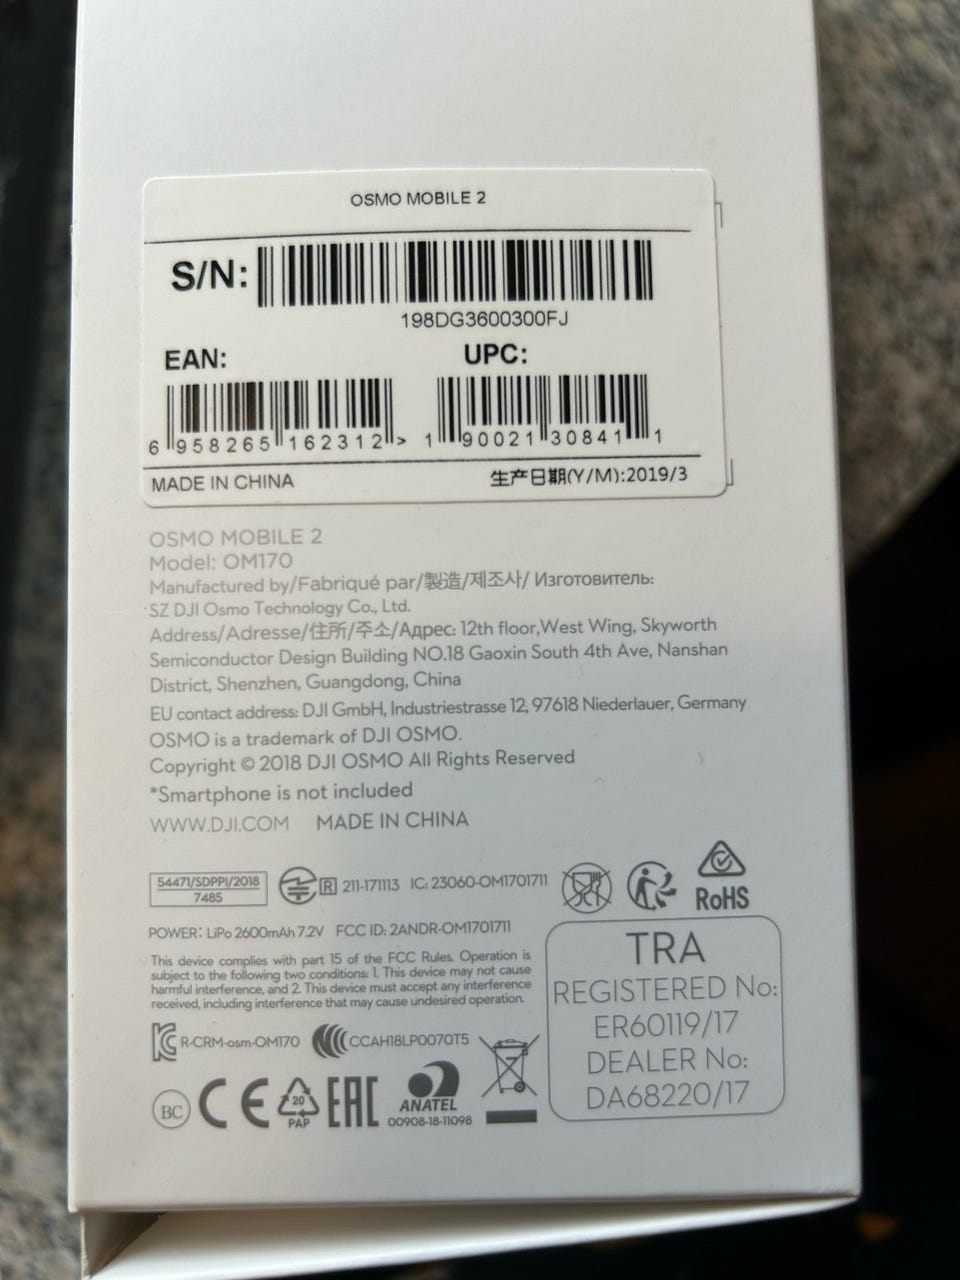 OSMO MOBILE 2
S/N:
198DG3600300FJ
EAN: UPC:
6 958265 162312 > 1 90021 30841 1
MADE IN CHINA 生产日期(Y/M):2019/3
OSMO MOBILE 2
Model: OM170
Manufactured by/Fabriqué par/製造/제조사/ Изготовитель:
SZ DJI Osmo Technology Co., Ltd.
Address/Adresse/住所/주소/Адрес: 12th floor,West Wing, Skyworth
Semiconductor Design Building NO.18 Gaoxin South 4th Ave, Nanshan
District, Shenzhen, Guangdong, China
EU contact address: DJI GmbH, Industriestrasse 12, 97618 Niederlauer, Germany
OSMO is a trademark of DJI OSMO.
Copyright © 2018 DJI OSMO All Rights Reserved
*Smartphone is not included
WWW.DJI.COM MADE IN CHINA
54471/SDPPI/2018
7485
R 211-171113 IC: 23060-OM1701711
RoHS
POWER: LiPo 2600mAh 7.2V FCC ID: 2ANDR-OM1701711
This device complies with part 15 of the FCC Rules. Operation is
subject to the following two conditions: 1. This device may not cause
harmful interference, and 2. This device must accept any interference
received, including interference that may cause undesired operation.
TRA
REGISTERED No:
ER60119/17
DEALER No:
DA68220/17
R-CRM-osm-OM170 CCAH18LP0070T5
BC CE 20 PAP EAC ANATEL
00908-18-11098